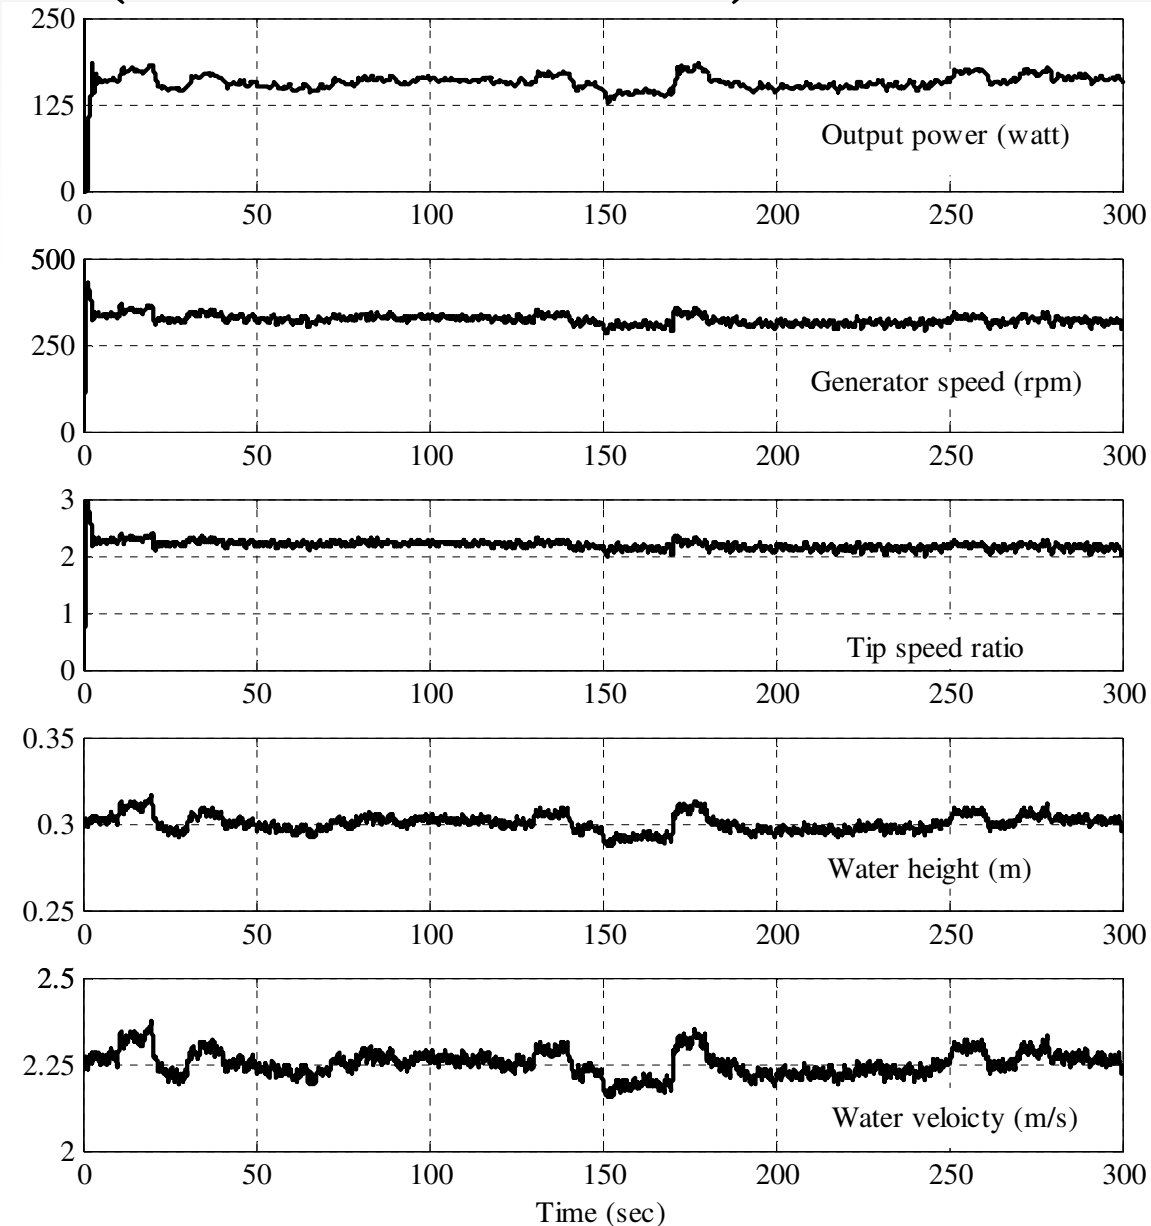 250
125
0
0 50 100 150 200 250 300
Output power (watt)
500
250
0
0 50 100 150 200 250 300
Generator speed (rpm)
3
2
1
0
0 50 100 150 200 250 300
Tip speed ratio
0.35
0.3
0.25
0 50 100 150 200 250 300
Water height (m)
2.5
2.25
2
0 50 100 150 200 250 300
Water veloicty (m/s)
Time (sec)